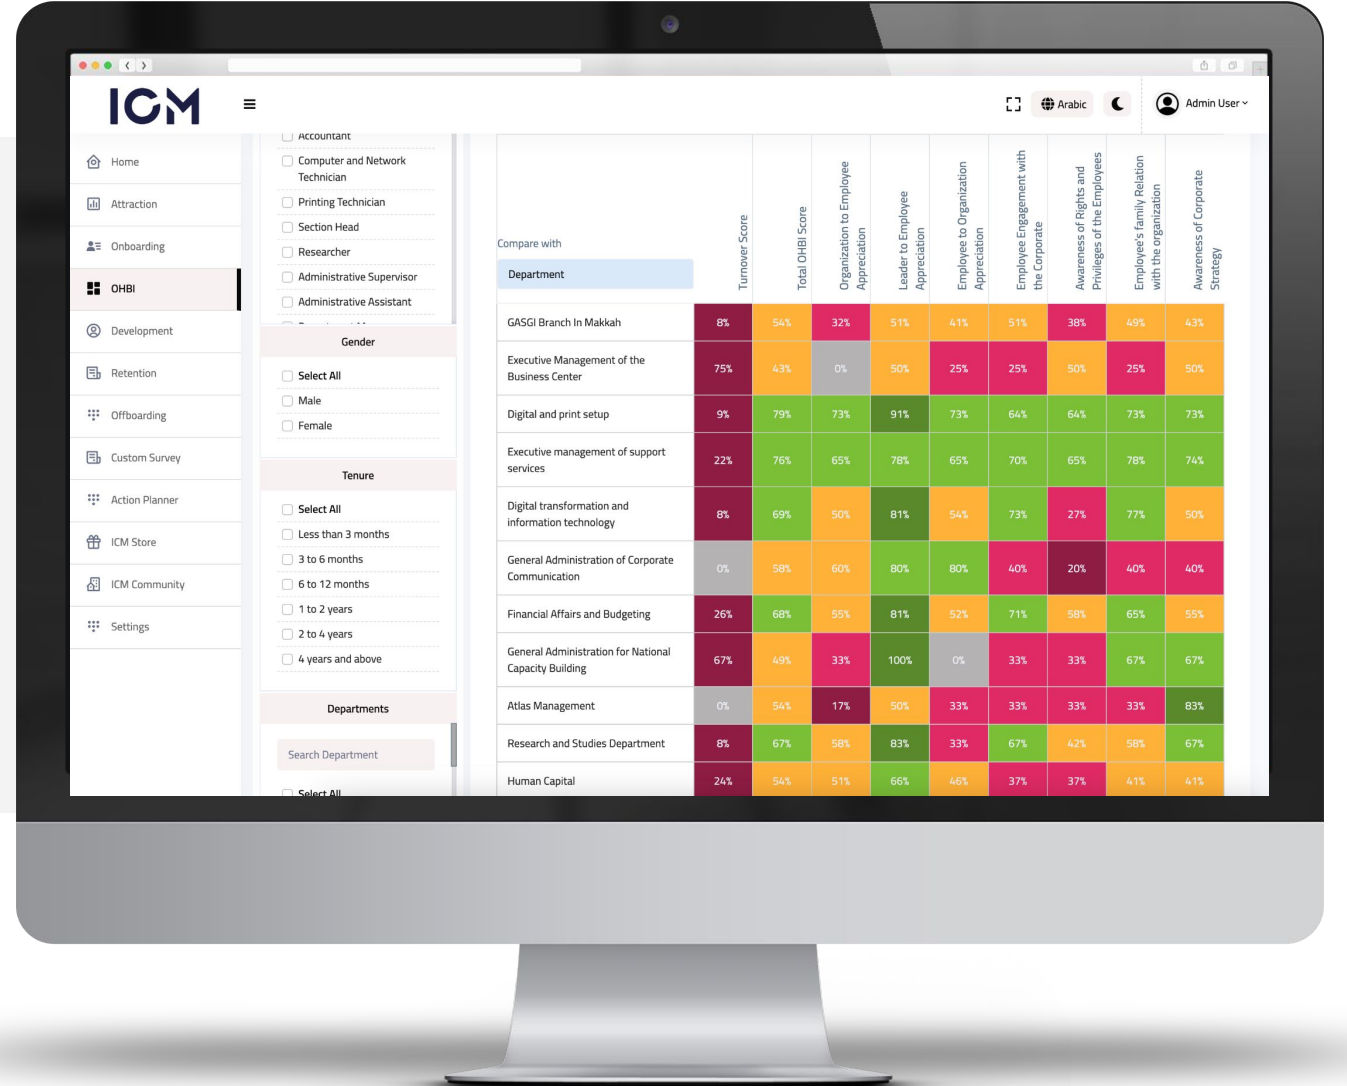 ICM
Arabic
Admin User
Home
Attraction
Onboarding
OHBI
Development
Retention
Offboarding
Custom Survey
Action Planner
ICM Store
ICM Community
Settings
Accountant
Computer and Network
Technician
Printing Technician
Section Head
Researcher
Administrative Supervisor
Administrative Assistant
Gender
Select All
Male
Female
Tenure
Select All
Less than 3 months
3 to 6 months
6 to 12 months
1 to 2 years
2 to 4 years
4 years and above
Departments
Search Department
Select All
Compare with
Department
Turnover Score
Total OHBI Score
Organization to Employee
Appreciation
Leader to Employee
Appreciation
Employee to Organization
Appreciation
Employee Engagement with
the Corporate
Awareness of Rights and
Privileges of the Employees
Employee's family Relation
with the organization
Awareness of Corporate
Strategy
GASGI Branch In Makkah 8% 54% 32% 51% 41% 51% 38% 49% 43%
Executive Management of the
Business Center 75% 43% 0% 50% 25% 25% 50% 25% 50%
Digital and print setup 9% 79% 73% 91% 73% 64% 64% 73% 73%
Executive management of support
services 22% 76% 65% 78% 65% 70% 65% 78% 74%
Digital transformation and
information technology 8% 69% 50% 81% 54% 73% 27% 77% 50%
General Administration of Corporate
Communication 0% 58% 60% 80% 80% 40% 20% 40% 40%
Financial Affairs and Budgeting 26% 68% 55% 81% 52% 71% 58% 65% 55%
General Administration for National
Capacity Building 67% 49% 33% 100% 0% 33% 33% 67% 67%
Atlas Management 0% 54% 17% 50% 33% 33% 33% 33% 83%
Research and Studies Department 8% 67% 58% 83% 33% 67% 42% 58% 67%
Human Capital 24% 54% 51% 66% 46% 37% 37% 41% 41%